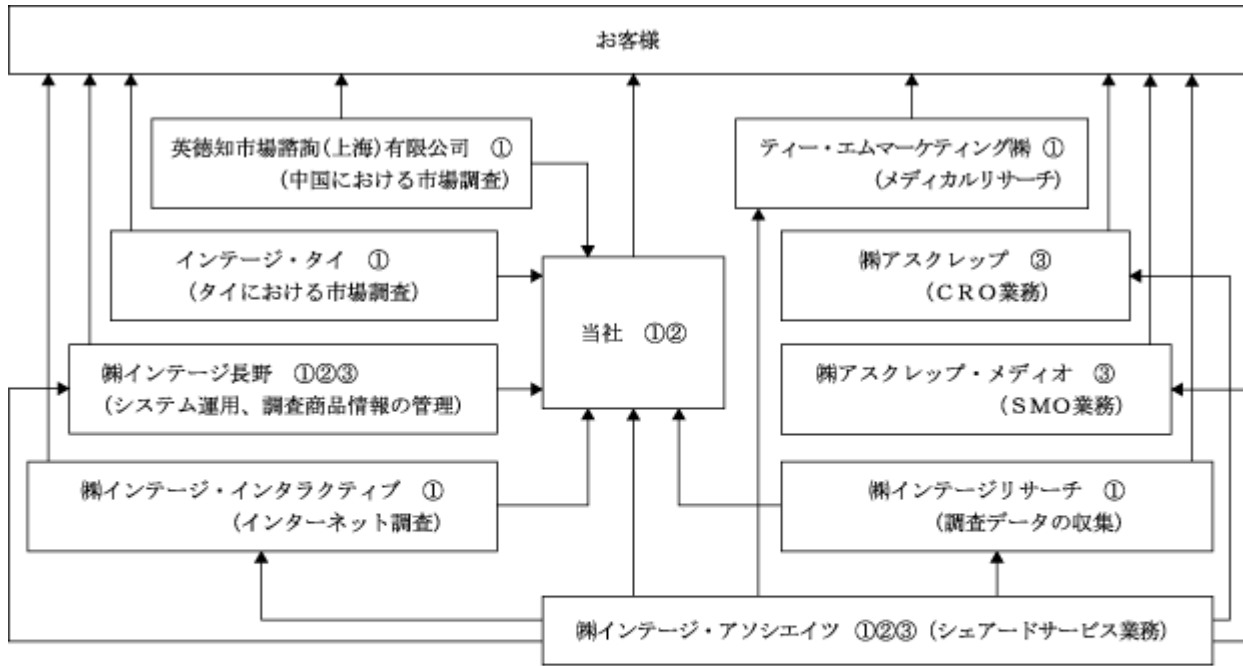 お客様
英徳知市場諮詢(上海)有限公司 ①
(中国における市場調査)
ティー・エムマーケティング㈱ ①
(メディカルリサーチ)
インテージ・タイ ①
(タイにおける市場調査)
㈱アスクレップ ③
(CRO業務)
当社 ①②
㈱インテージ長野 ①②③
(システム運用、調査商品情報の管理)
㈱アスクレップ・メディオ ③
(SMO業務)
㈱インテージ・インタラクティブ ①
(インターネット調査)
㈱インテージリサーチ ①
(調査データの収集)
㈱インテージ・アソシエイツ ①②③(シェアードサービス業務)